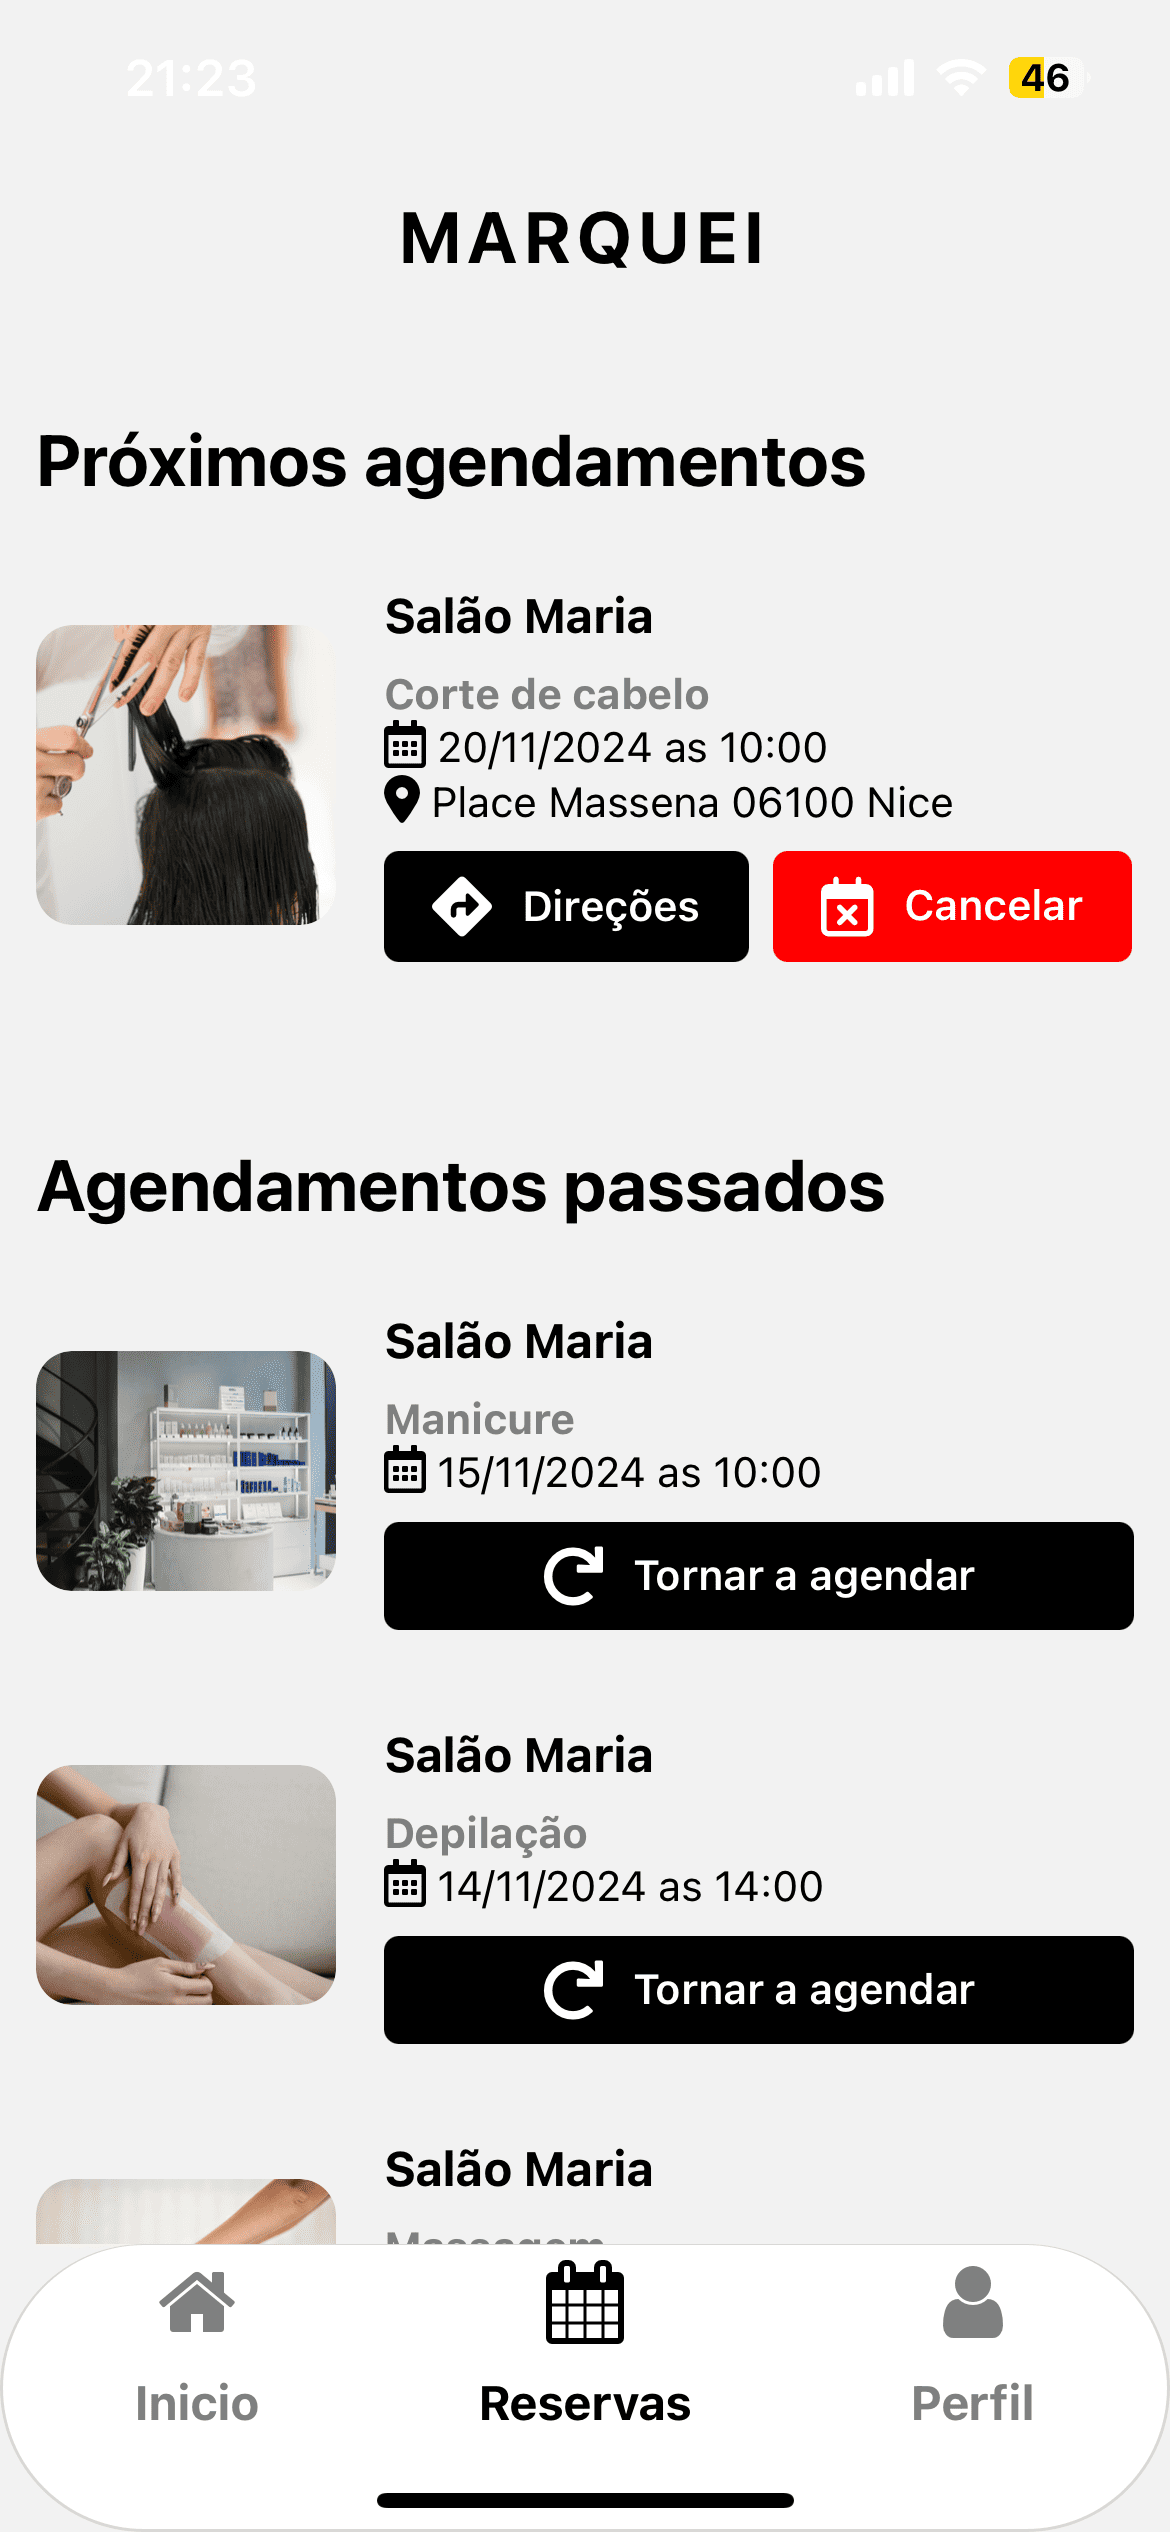 21:23
46
MARQUEI
Próximos agendamentos
Salão Maria
Corte de cabelo
20/11/2024 as 10:00
Place Massena 06100 Nice
Direções
Cancelar
Agendamentos passados
Salão Maria
Manicure
15/11/2024 as 10:00
Tornar a agendar
Salão Maria
Depilação
14/11/2024 as 14:00
Tornar a agendar
Salão Maria
Massagem
Inicio
Reservas
Perfil